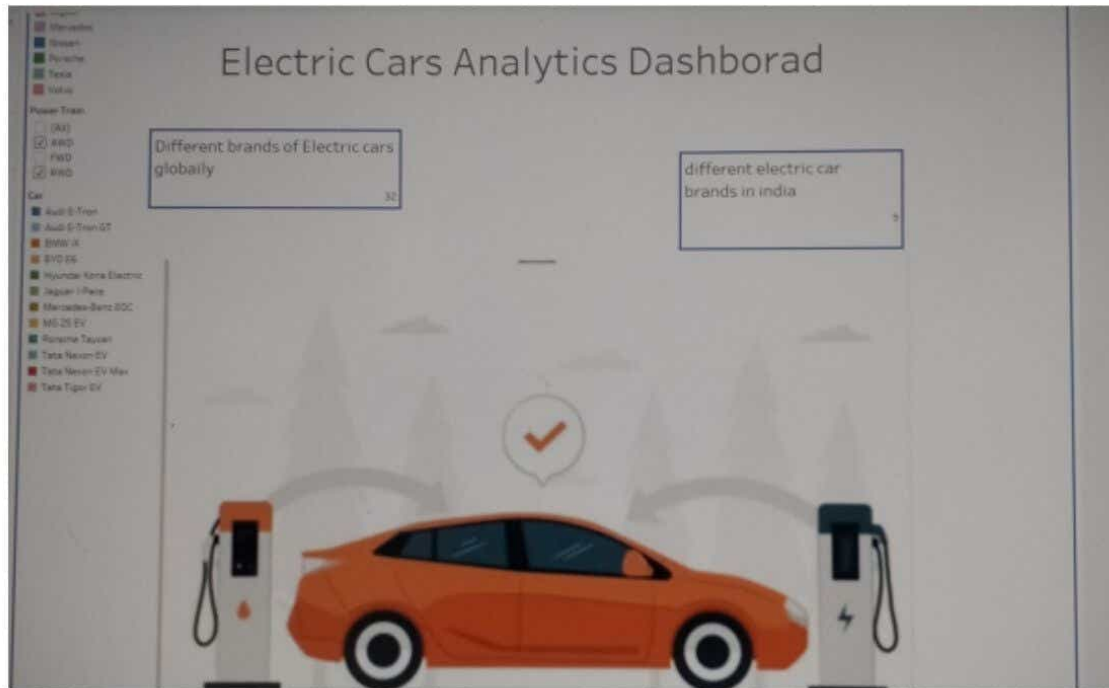 Mercedes
Nissan
Porsche
Tesla
Volvo
Power Train
(All)
FWD
RWD
Car
Audi E-Tron
Audi E-Tron GT
BMW iX
BYD E6
Hyundai Kona Electric
Jaguar I-Pace
Mercedes-Benz EQC
MG ZS EV
Porsche Taycan
Tata Nexon EV
Tata Nexon EV Max
Tata Tigor EV
Electric Cars Analytics Dashborad
Different brands of Electric cars
globally
32
different electric car
brands in india
9